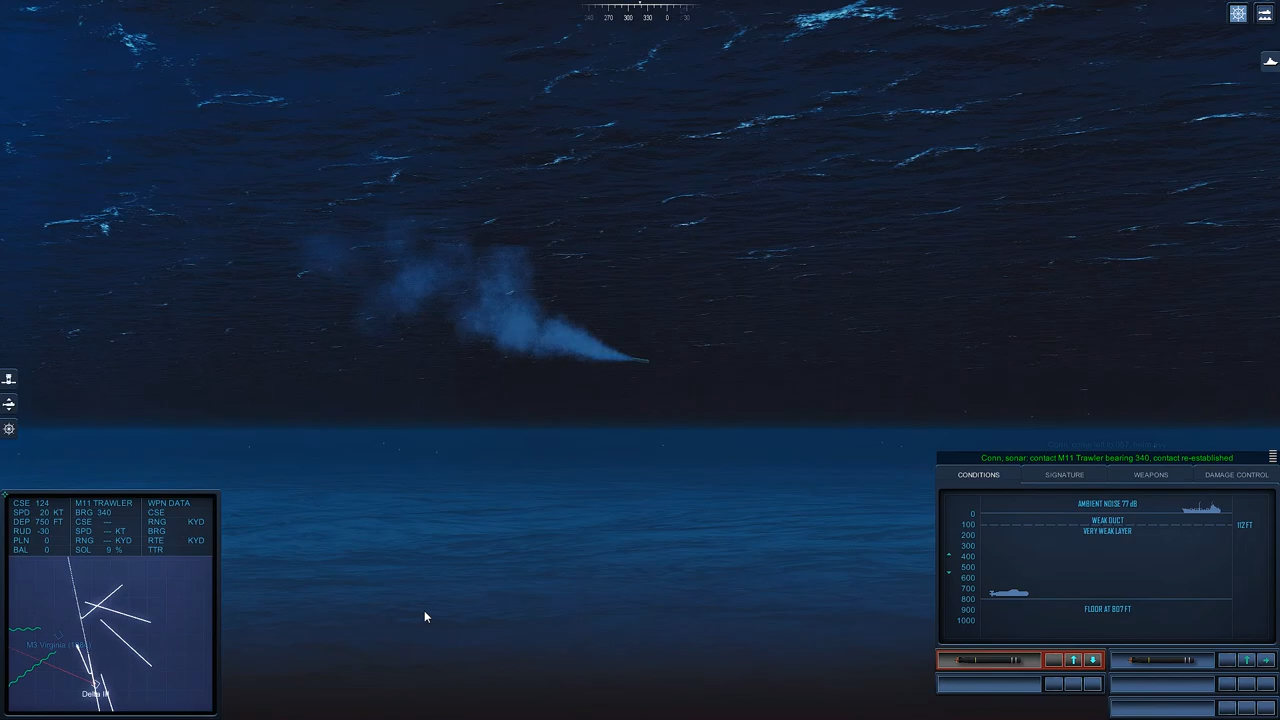 240 270 300 330 0 30
Conn, sonar: contact M11 Trawler bearing 340, contact re-established
CONDITIONS SIGNATURE WEAPONS DAMAGE CONTROL
AMBIENT NOISE 77 dB
0
100 WEAK DUCT 112 FT
200 VERY WEAK LAYER
300
400
500
600
700
800
900 FLOOR AT 807 FT
1000
CSE 124 M11 TRAWLER WPN DATA
SPD 20 KT BRG 340 CSE
DEP 750 FT CSE --- RNG KYD
RUD -30 SPD --- KT BRG
PLN 0 RNG --- KYD RTE KYD
BAL 0 SOL 9 % TTR
M3 Virginia
Delta III